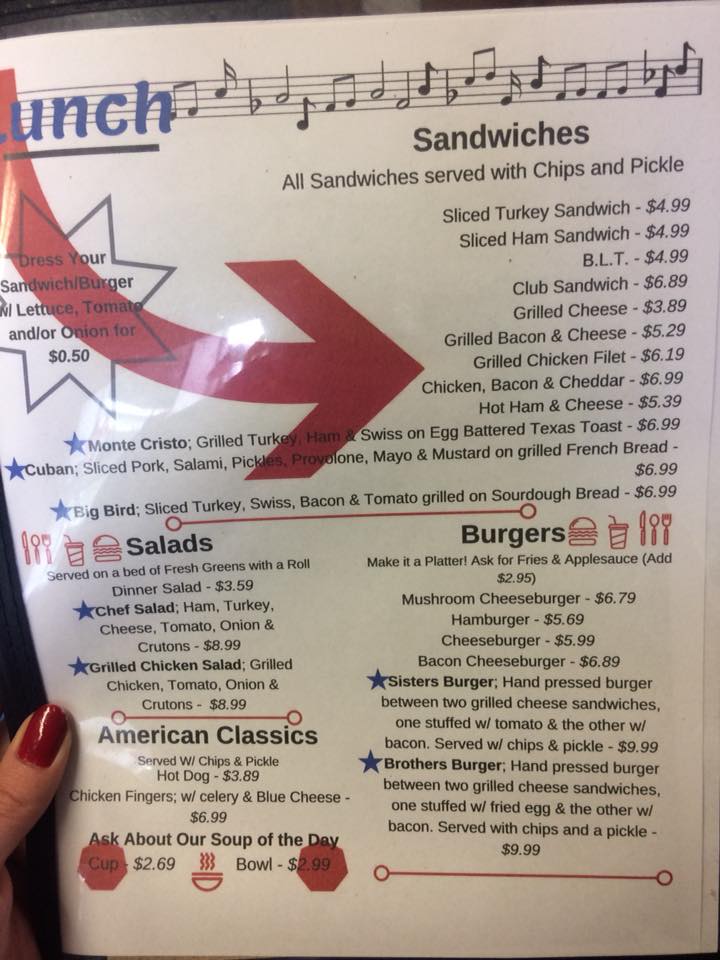 Lunch
Sandwiches
All Sandwiches served with Chips and Pickle
Dress Your
Sandwich/Burger
w/ Lettuce, Tomato
and/or Onion for
$0.50
Sliced Turkey Sandwich - $4.99
Sliced Ham Sandwich - $4.99
B.L.T. - $4.99
Club Sandwich - $6.89
Grilled Cheese - $3.89
Grilled Bacon & Cheese - $5.29
Grilled Chicken Filet - $6.19
Chicken, Bacon & Cheddar - $6.99
Hot Ham & Cheese - $5.39
Monte Cristo; Grilled Turkey, Ham & Swiss on Egg Battered Texas Toast - $6.99
Cuban; Sliced Pork, Salami, Pickles, Provolone, Mayo & Mustard on grilled French Bread -
$6.99
Big Bird; Sliced Turkey, Swiss, Bacon & Tomato grilled on Sourdough Bread - $6.99
Salads
Served on a bed of Fresh Greens with a Roll
Dinner Salad - $3.59
Chef Salad; Ham, Turkey,
Cheese, Tomato, Onion &
Crutons - $8.99
Grilled Chicken Salad; Grilled
Chicken, Tomato, Onion &
Crutons - $8.99
American Classics
Served W/ Chips & Pickle
Hot Dog - $3.89
Chicken Fingers; w/ celery & Blue Cheese -
$6.99
Ask About Our Soup of the Day
Cup - $2.69 Bowl - $2.99
Burgers
Make it a Platter! Ask for Fries & Applesauce (Add
$2.95)
Mushroom Cheeseburger - $6.79
Hamburger - $5.69
Cheeseburger - $5.99
Bacon Cheeseburger - $6.89
Sisters Burger; Hand pressed burger
between two grilled cheese sandwiches,
one stuffed w/ tomato & the other w/
bacon. Served w/ chips & pickle - $9.99
Brothers Burger; Hand pressed burger
between two grilled cheese sandwiches,
one stuffed w/ fried egg & the other w/
bacon. Served with chips and a pickle -
$9.99